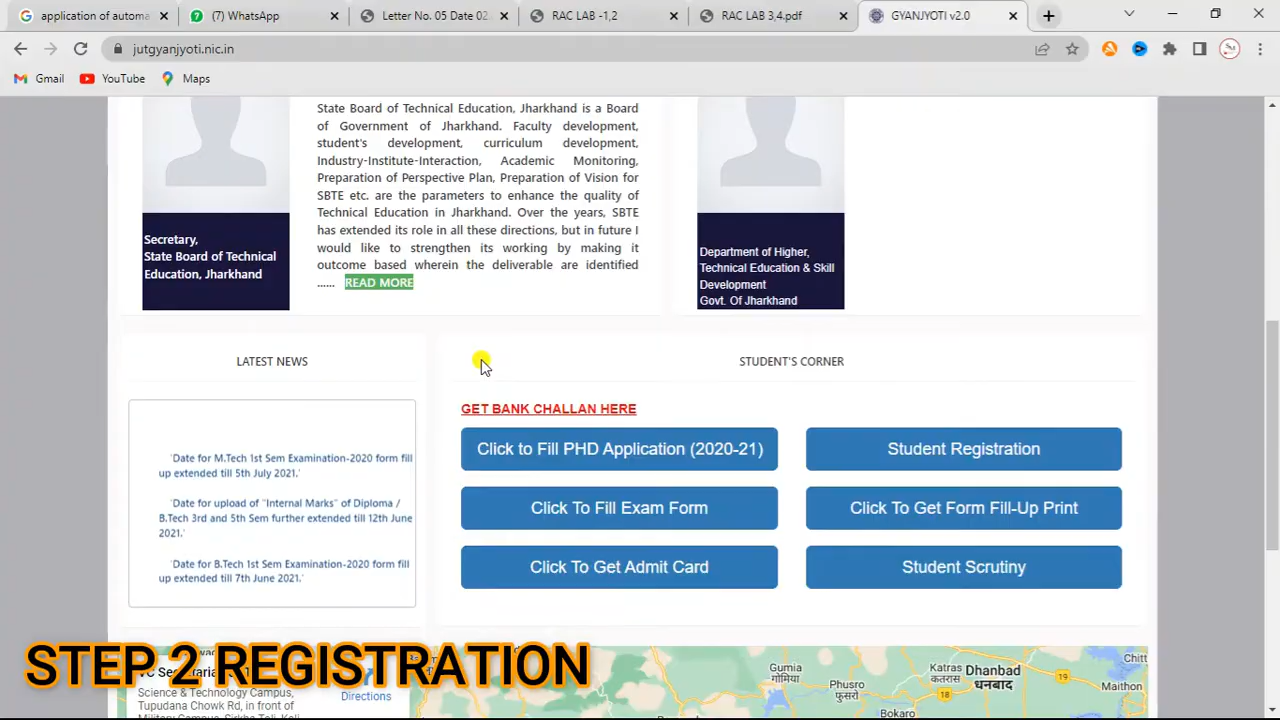 application of automa
(7) WhatsApp
Letter No. 05 Date 02.
RAC LAB -1,2
RAC LAB 3,4.pdf
GYANJYOTI v2.0
jutgyanjyoti.nic.in
Gmail
YouTube
Maps
State Board of Technical Education, Jharkhand is a Board
of Government of Jharkhand. Faculty development,
student's development, curriculum development,
Industry-Institute-Interaction, Academic Monitoring,
Preparation of Perspective Plan, Preparation of Vision for
SBTE etc. are the parameters to enhance the quality of
Technical Education in Jharkhand. Over the years, SBTE
has extended its role in all these directions, but in future I
would like to strengthen its working by making it
outcome based wherein the deliverable are identified
...... READ MORE
Secretary,
State Board of Technical
Education, Jharkhand
Department of Higher,
Technical Education & Skill
Development
Govt. Of Jharkhand
LATEST NEWS
'Date for M.Tech 1st Sem Examination-2020 form fill
up extended till 5th July 2021.'
'Date for upload of "Internal Marks" of Diploma /
B.Tech 3rd and 5th Sem further extended till 12th June
2021.'
'Date for B.Tech 1st Sem Examination-2020 form fill
up extended till 7th June 2021.'
STUDENT'S CORNER
GET BANK CHALLAN HERE
Click to Fill PHD Application (2020-21)
Student Registration
Click To Fill Exam Form
Click To Get Form Fill-Up Print
Click To Get Admit Card
Student Scrutiny
STEP 2 REGISTRATION
Science & Technology Campus,
Tupudana Chowk Rd, in front of
Directions
Gumia
गोमिया
Phusro
फुसरो
Bokaro
Katras
कतरास
Dhanbad
धनबाद
Chitt
Maithon
18
19